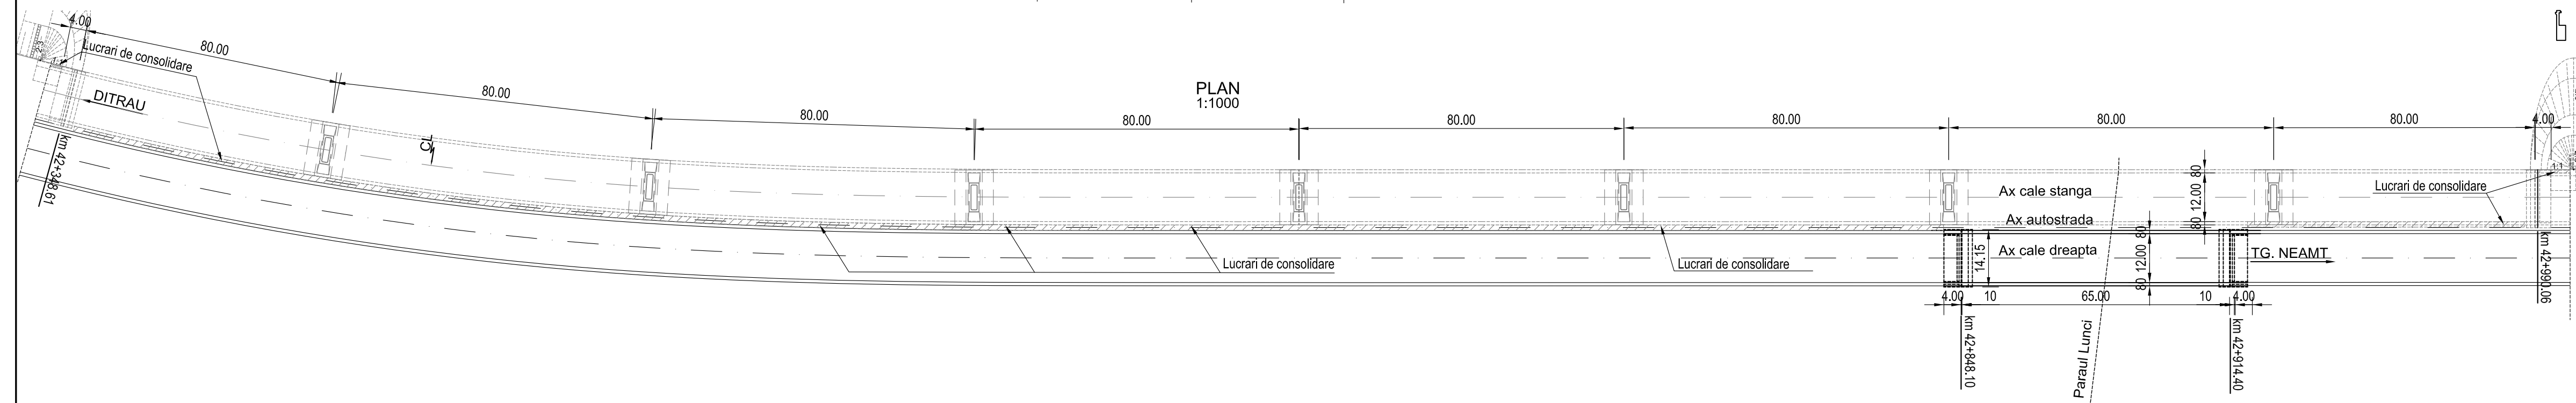 4.00
80.00
Lucrari de consolidare
DITRAU
km 42+348.61
80.00
CL
80.00
80.00
PLAN
1:1000
80.00
80.00
80.00
80.00
4.00
1:1
Ax cale stanga
Ax autostrada
Ax cale dreapta
80 12.00 80
80 12.00 80
14.15
Lucrari de consolidare
Lucrari de consolidare
Lucrari de consolidare
TG. NEAMT
km 42+990.06
4.00 10 65.00 10 4.00
km 42+848.10
Paraul Lunci
km 42+914.40